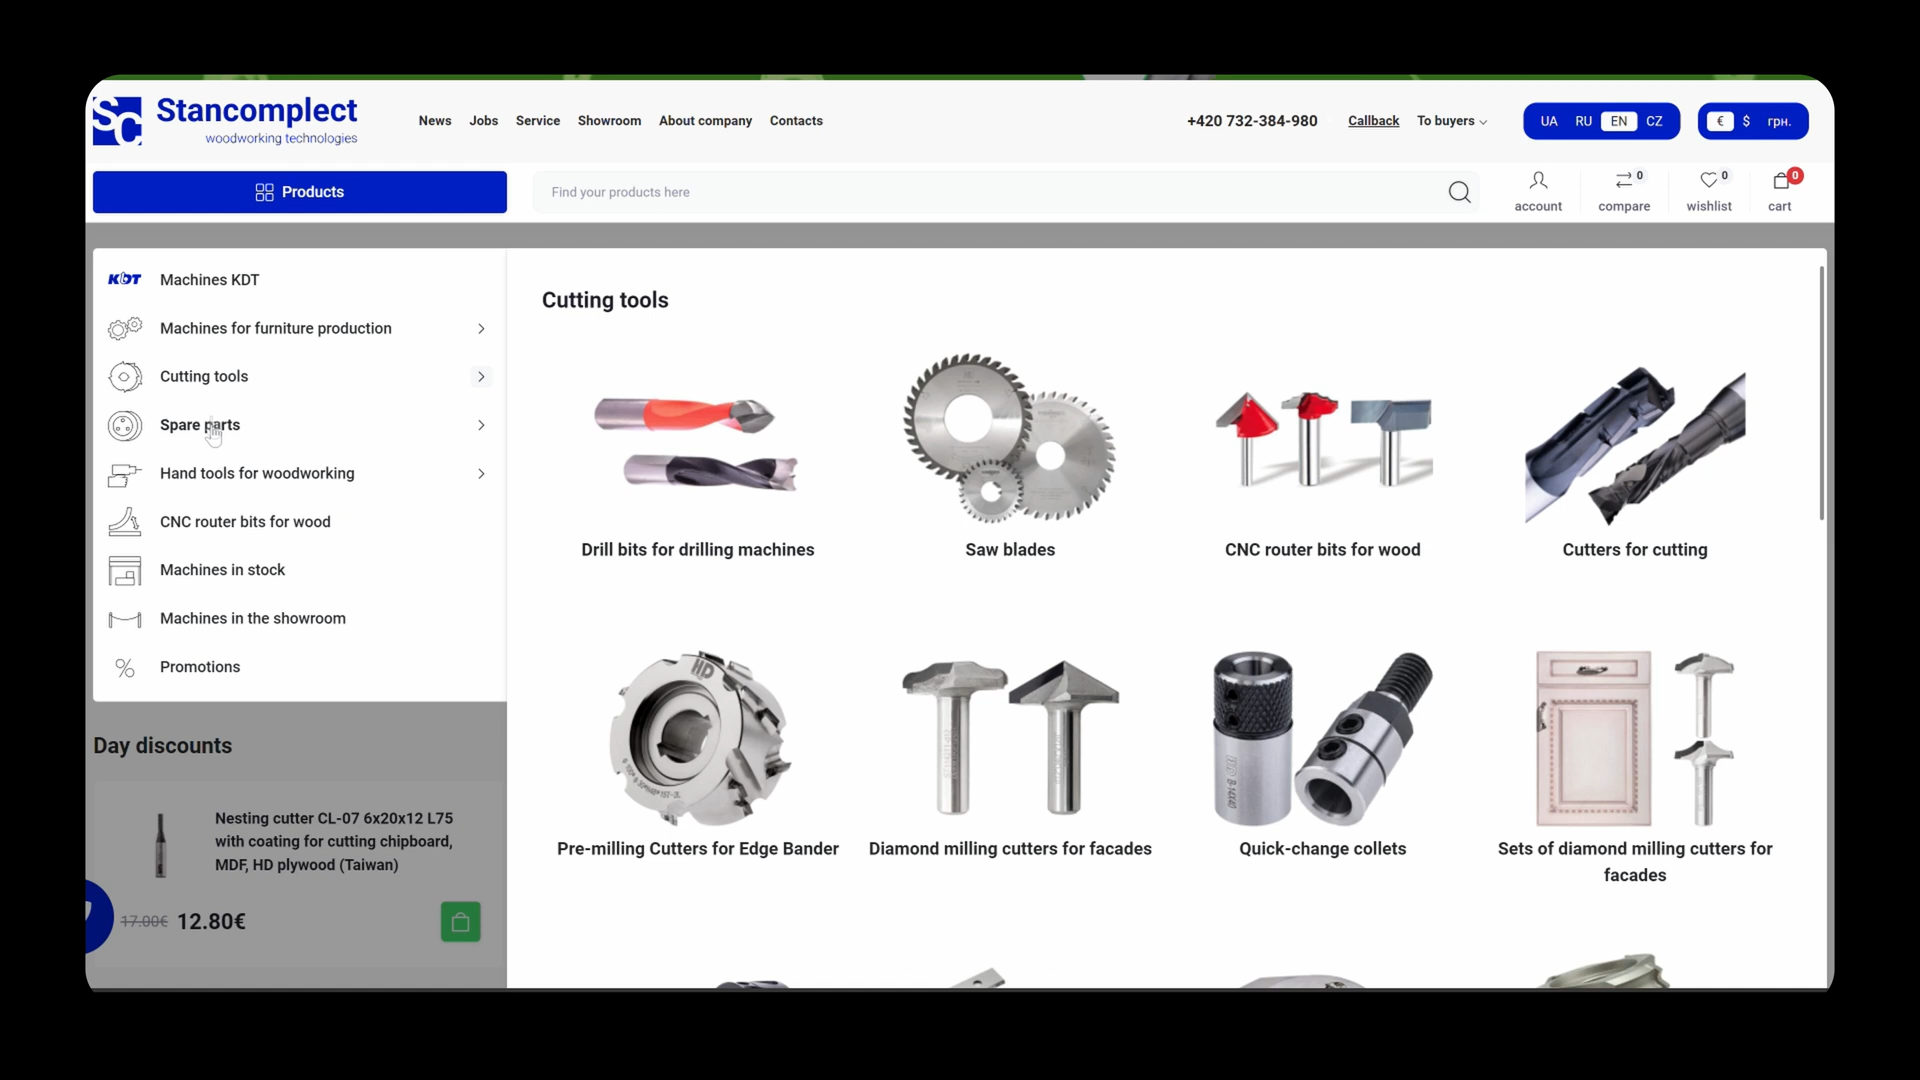 SC Stancomplect
woodworking technologies
News Jobs Service Showroom About company Contacts
+420 732-384-980 Callback To buyers
UA RU EN CZ
€ $ грн.
Products
Find your products here
account
0
compare
0
wishlist
0
cart
KDT Machines KDT
Machines for furniture production
Cutting tools
Spare parts
Hand tools for woodworking
CNC router bits for wood
Machines in stock
Machines in the showroom
Promotions
Cutting tools
Drill bits for drilling machines
Saw blades
CNC router bits for wood
Cutters for cutting
HD
Pre-milling Cutters for Edge Bander
Diamond milling cutters for facades
Quick-change collets
Sets of diamond milling cutters for
facades
Day discounts
Nesting cutter CL-07 6x20x12 L75
with coating for cutting chipboard,
MDF, HD plywood (Taiwan)
17.00€ 12.80€